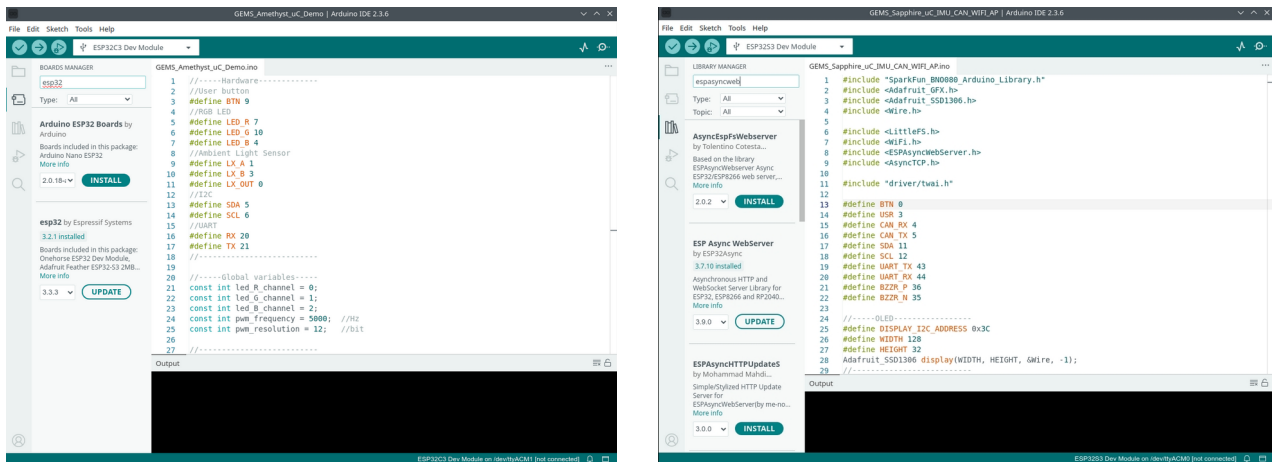 GEMS_Amethyst_uC_Demo | Arduino IDE 2.3.6
File Edit Sketch Tools Help
ESP32C3 Dev Module
BOARDS MANAGER
esp32
Type: All
Arduino ESP32 Boards by
Arduino
Boards included in this package:
Arduino Nano ESP32
More info
INSTALL
esp32 by Espressif Systems
3.2.1 installed
Boards included in this package:
Onehorse ESP32 Dev Module,
Adafruit Feather ESP32-S3 2MB...
More info
3.3.3 UPDATE
GEMS_Amethyst_uC_Demo.ino
1 //-----Hardware-------------
2 //User button
3 #define BTN 9
4 //RGB LED
5 #define LED_R 7
6 #define LED_G 10
7 #define LED_B 4
8 //Ambient Light Sensor
9 #define LX_A 1
10 #define LX_B 3
11 #define LX_OUT 0
12 //I2C
13 #define SDA 5
14 #define SCL 6
15 //UART
16 #define RX 20
17 #define TX 21
18 //--------------------------
19
20 //-----Global variables-----
21 const int led_R_channel = 0;
22 const int led_G_channel = 1;
23 const int led_B_channel = 2;
24 const int pwm_frequency = 5000; //Hz
25 const int pwm_resolution = 12; //bit
26
27 //--------------------------
Output
ESP32C3 Dev Module on /dev/ttyACM1 [not connected]
GEMS_Sapphire_uC_IMU_CAN_WIFI_AP | Arduino IDE 2.3.6
File Edit Sketch Tools Help
ESP32S3 Dev Module
LIBRARY MANAGER
espasyncweb
Type: All
Topic: All
AsyncEspFsWebserver
by Tolentino Cotesta...
Based on the library
ESPAsyncWebServer Async
ESP32/ESP8266 web server,...
More info
2.0.2 INSTALL
ESP Async WebServer
by ESP32Async
3.7.10 installed
Asynchronous HTTP and
WebSocket Server Library for
ESP32, ESP8266 and RP2040...
More info
3.9.0 UPDATE
ESPAsyncHTTPUpdateS
by Mohammad Mahdi...
Simple/Stylized HTTP Update
Server for
ESPAsyncWebServer(by me-no...
More info
3.0.0 INSTALL
GEMS_Sapphire_uC_IMU_CAN_WIFI_AP.ino
1 #include "SparkFun_BNO080_Arduino_Library.h"
2 #include <Adafruit_GFX.h>
3 #include <Adafruit_SSD1306.h>
4 #include <Wire.h>
5
6 #include <LittleFS.h>
7 #include <WiFi.h>
8 #include <ESPAsyncWebServer.h>
9 #include <AsyncTCP.h>
10
11 #include "driver/twai.h"
12
13 #define BTN 0
14 #define USR 3
15 #define CAN_RX 4
16 #define CAN_TX 5
17 #define SDA 11
18 #define SCL 12
19 #define UART_TX 43
20 #define UART_RX 44
21 #define BZZR_P 36
22 #define BZZR_N 35
23
24 //-----OLED-----------------
25 #define DISPLAY_I2C_ADDRESS 0x3C
26 #define WIDTH 128
27 #define HEIGHT 32
28 Adafruit_SSD1306 display(WIDTH, HEIGHT, &Wire, -1);
29 //--------------------------
Output
ESP32S3 Dev Module on /dev/ttyACM0 [not connected]